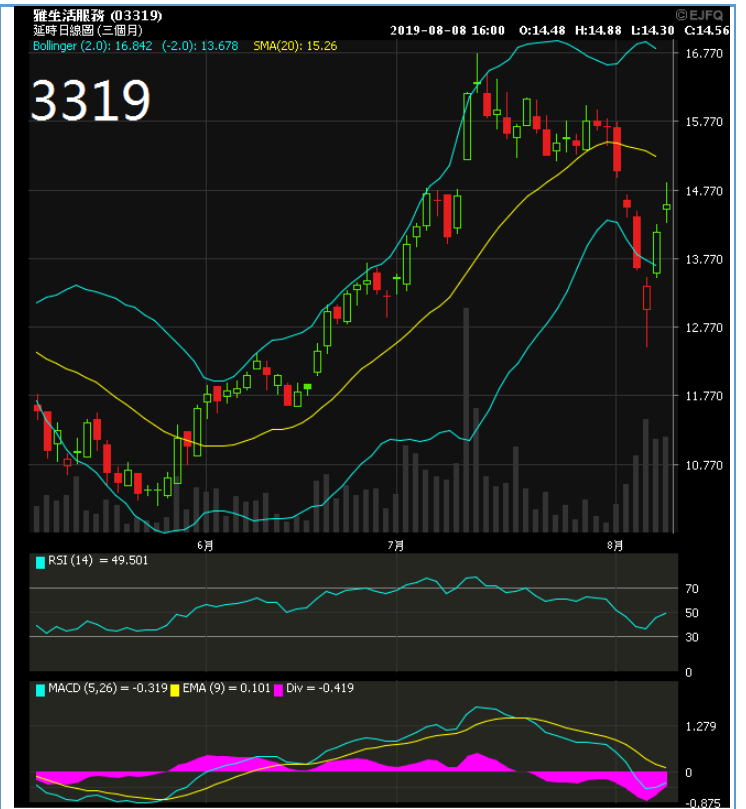 雅生活服務 (03319)
©EJFQ
延時日線圖 (三個月)
2019-08-08 16:00 O:14.48 H:14.88 L:14.30 C:14.56
Bollinger (2.0): 16.842 (-2.0): 13.678 SMA(20): 15.26
16.770
3319
15.770
14.770
13.770
12.770
11.770
10.770
6月 7月 8月
RSI (14) = 49.501
70
50
30
0
MACD (5,26) = -0.319 EMA (9) = 0.101 Div = -0.419
1.279
0
-0.875